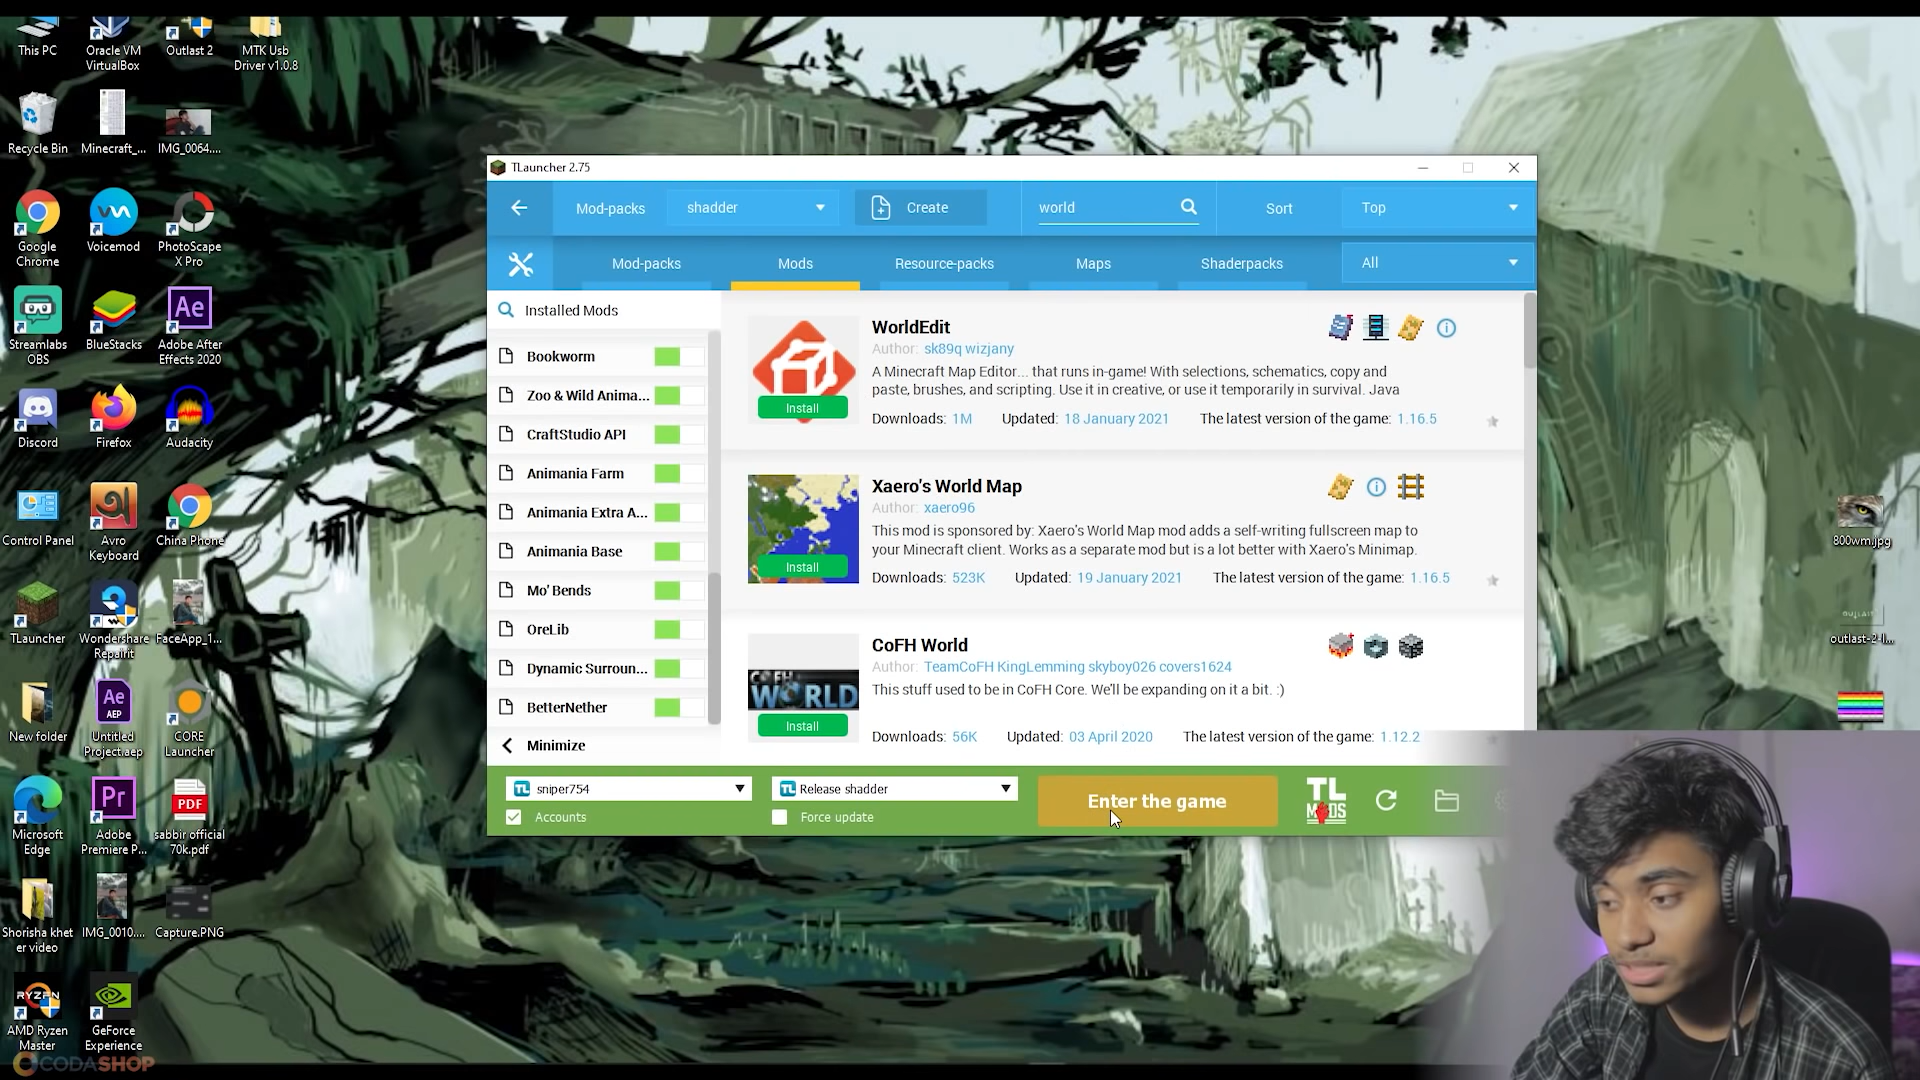 This PC
Oracle VM
VirtualBox
Outlast 2
MTK Usb
Driver v1.0.8
Recycle Bin
Minecraft_...
IMG_0064....
Google
Chrome
Voicemod
PhotoScape
X Pro
Streamlabs
OBS
BlueStacks
Ae
Adobe After
Effects 2020
Discord
Firefox
Audacity
Control Panel
Avro
Keyboard
China Phone
TLauncher
Wondershare
Repairit
FaceApp_1...
New folder
Ae
AEP
Untitled
Project.aep
CORE
Launcher
Microsoft
Edge
Pr
Adobe
Premiere P...
PDF
sabbir official
70k.pdf
Shorisha khet
er video
IMG_0010....
Capture.PNG
RYZEN
AMD Ryzen
Master
GeForce
Experience
CODASHOP
TLauncher 2.75
Mod-packs
shadder
Create
world
Sort
Top
Mod-packs
Mods
Resource-packs
Maps
Shaderpacks
All
Installed Mods
Bookworm
Zoo & Wild Anima...
CraftStudio API
Animania Farm
Animania Extra A...
Animania Base
Mo' Bends
OreLib
Dynamic Surroun...
BetterNether
Minimize
WorldEdit
Author: sk89q wizjany
A Minecraft Map Editor... that runs in-game! With selections, schematics, copy and
paste, brushes, and scripting. Use it in creative, or use it temporarily in survival. Java
Install
Downloads: 1M Updated: 18 January 2021 The latest version of the game: 1.16.5
Xaero's World Map
Author: xaero96
This mod is sponsored by: Xaero's World Map mod adds a self-writing fullscreen map to
your Minecraft client. Works as a separate mod but is a lot better with Xaero's Minimap.
Install
Downloads: 523K Updated: 19 January 2021 The latest version of the game: 1.16.5
CoFH World
Author: TeamCoFH KingLemming skyboy026 covers1624
This stuff used to be in CoFH Core. We'll be expanding on it a bit. :)
COFH
WORLD
Install
Downloads: 56K Updated: 03 April 2020 The latest version of the game: 1.12.2
TL sniper754
TL Release shadder
Accounts
Force update
Enter the game
TL
MODS
800wm.jpg
outlast-2-l...